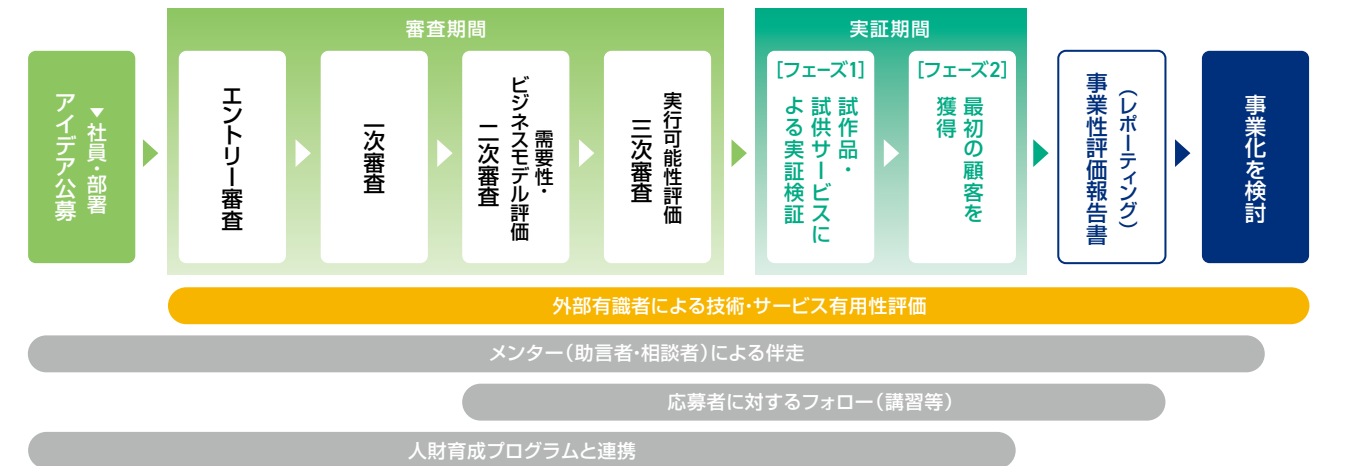 審査期間
実証期間
アイデア公募
▼社員・部署
エントリー審査
一次審査
二次審査
ビジネスモデル評価
需要性・
三次審査
実行可能性評価
[フェーズ1]
試作品・
試供サービスに
よる実証検証
[フェーズ2]
最初の顧客を
獲得
事業性評価報告書
(レポーティング)
事業化を検討
外部有識者による技術・サービス有用性評価
メンター(助言者・相談者)による伴走
応募者に対するフォロー(講習等)
人財育成プログラムと連携